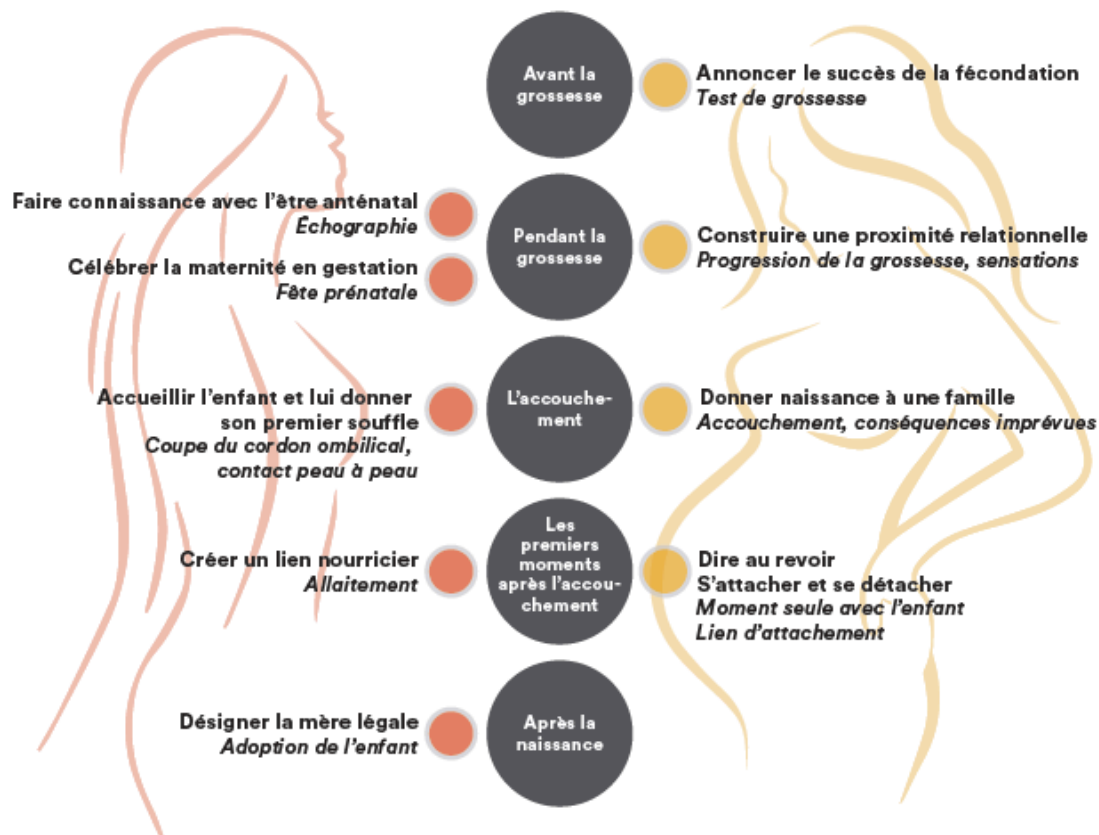 Avant la
grossesse
Annoncer le succès de la fécondation
Test de grossesse
Faire connaissance avec l'être anténatal
Échographie
Célébrer la maternité en gestation
Fête prénatale
Pendant la
grossesse
Construire une proximité relationnelle
Progression de la grossesse, sensations
Accueillir l'enfant et lui donner
son premier souffle
Coupe du cordon ombilical,
contact peau à peau
L'accouche-
ment
Donner naissance à une famille
Accouchement, conséquences imprévues
Créer un lien nourricier
Allaitement
Les
premiers
moments
après l'accou-
chement
Dire au revoir
S'attacher et se détacher
Moment seule avec l'enfant
Lien d'attachement
Désigner la mère légale
Adoption de l'enfant
Après la
naissance